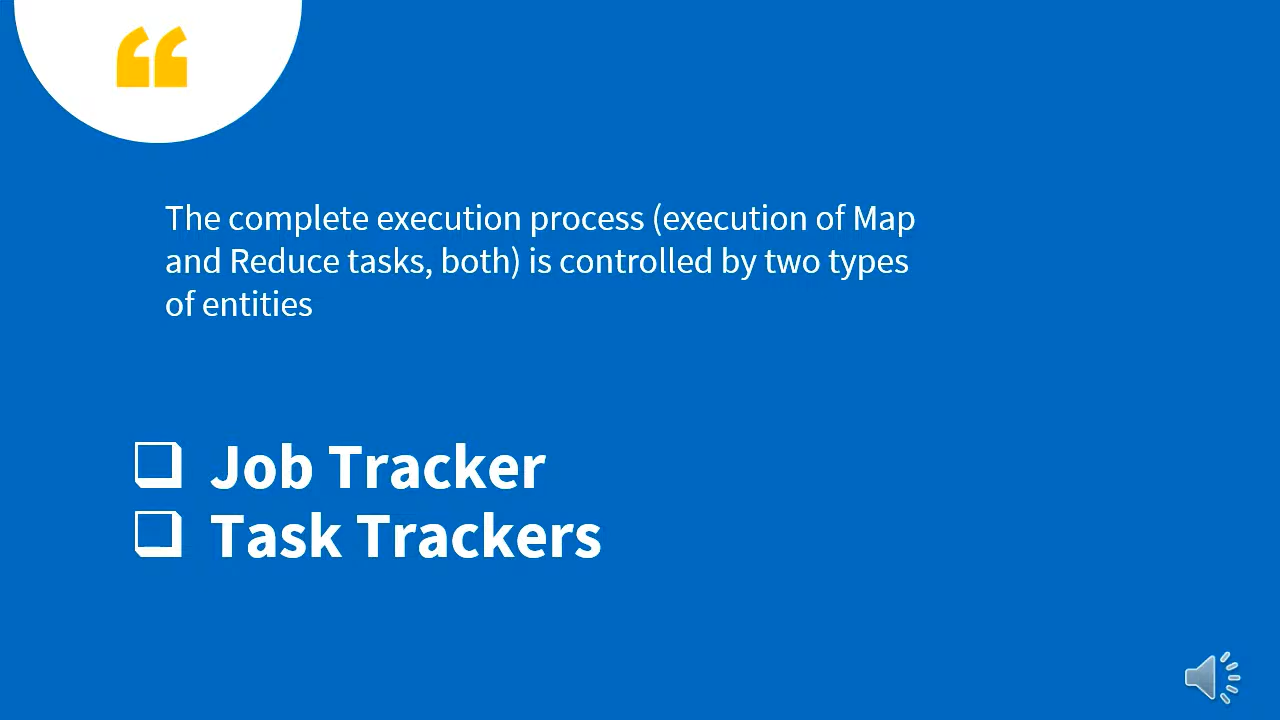 “
The complete execution process (execution of Map
and Reduce tasks, both) is controlled by two types
of entities
❑ Job Tracker
❑ Task Trackers